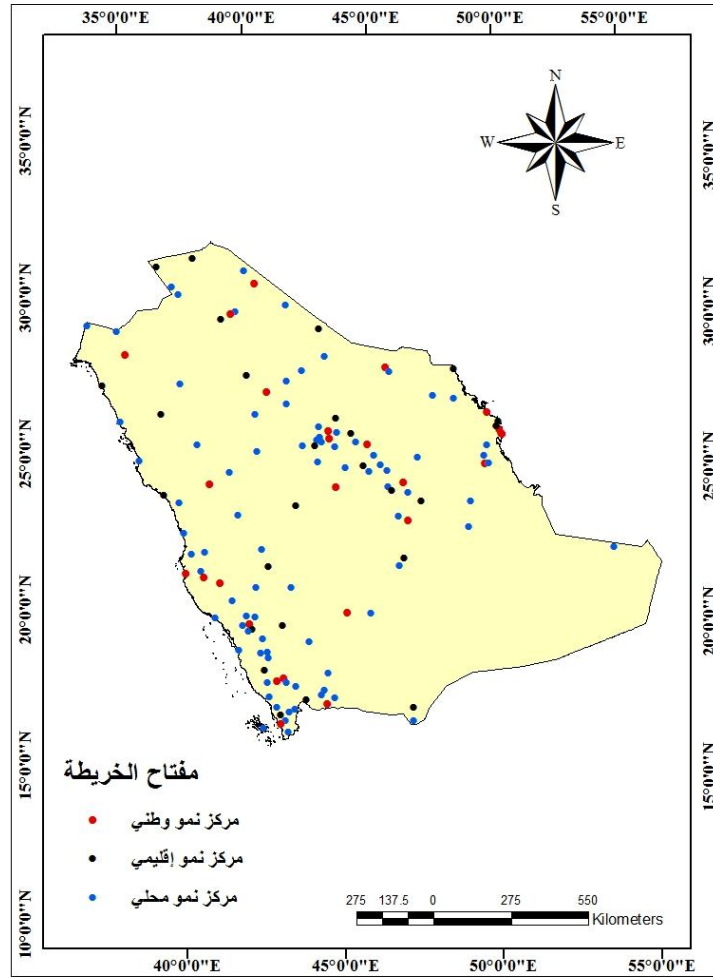 35°0'0"E 40°0'0"E 45°0'0"E 50°0'0"E 55°0'0"E
N
W E
S
35°0'0"N 35°0'0"N
30°0'0"N 30°0'0"N
25°0'0"N 25°0'0"N
20°0'0"N 20°0'0"N
15°0'0"N 15°0'0"N
10°0'0"N 10°0'0"N
مفتاح الخريطة
مركز نمو وطني
مركز نمو إقليمي
مركز نمو محلي
275 137.5 0 275 550
Kilometers
40°0'0"E 45°0'0"E 50°0'0"E 55°0'0"E